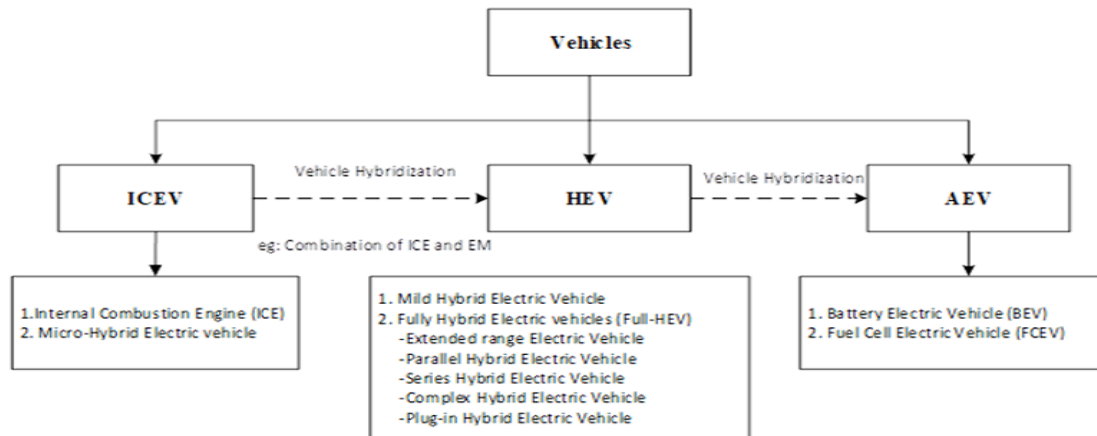 Vehicles
Vehicle Hybridization
Vehicle Hybridization
ICEV
HEV
AEV
eg: Combination of ICE and EM
1.Internal Combustion Engine (ICE)
2. Micro-Hybrid Electric vehicle
1. Mild Hybrid Electric Vehicle
2. Fully Hybrid Electric vehicles (Full-HEV)
-Extended range Electric Vehicle
-Parallel Hybrid Electric Vehicle
-Series Hybrid Electric Vehicle
-Complex Hybrid Electric Vehicle
-Plug-in Hybrid Electric Vehicle
1. Battery Electric Vehicle (BEV)
2. Fuel Cell Electric Vehicle (FCEV)